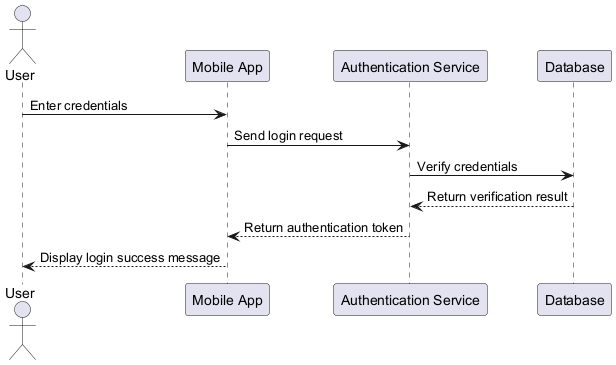 User
Mobile App
Authentication Service
Database
Enter credentials
Send login request
Verify credentials
Return verification result
Return authentication token
Display login success message
User
Mobile App
Authentication Service
Database